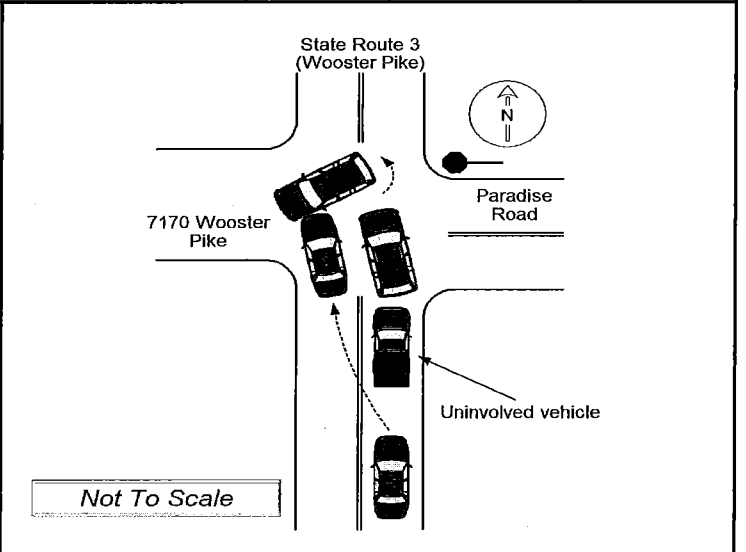 State Route 3
(Wooster Pike)
N
Paradise
Road
7170 Wooster
Pike
Uninvolved vehicle
Not To Scale